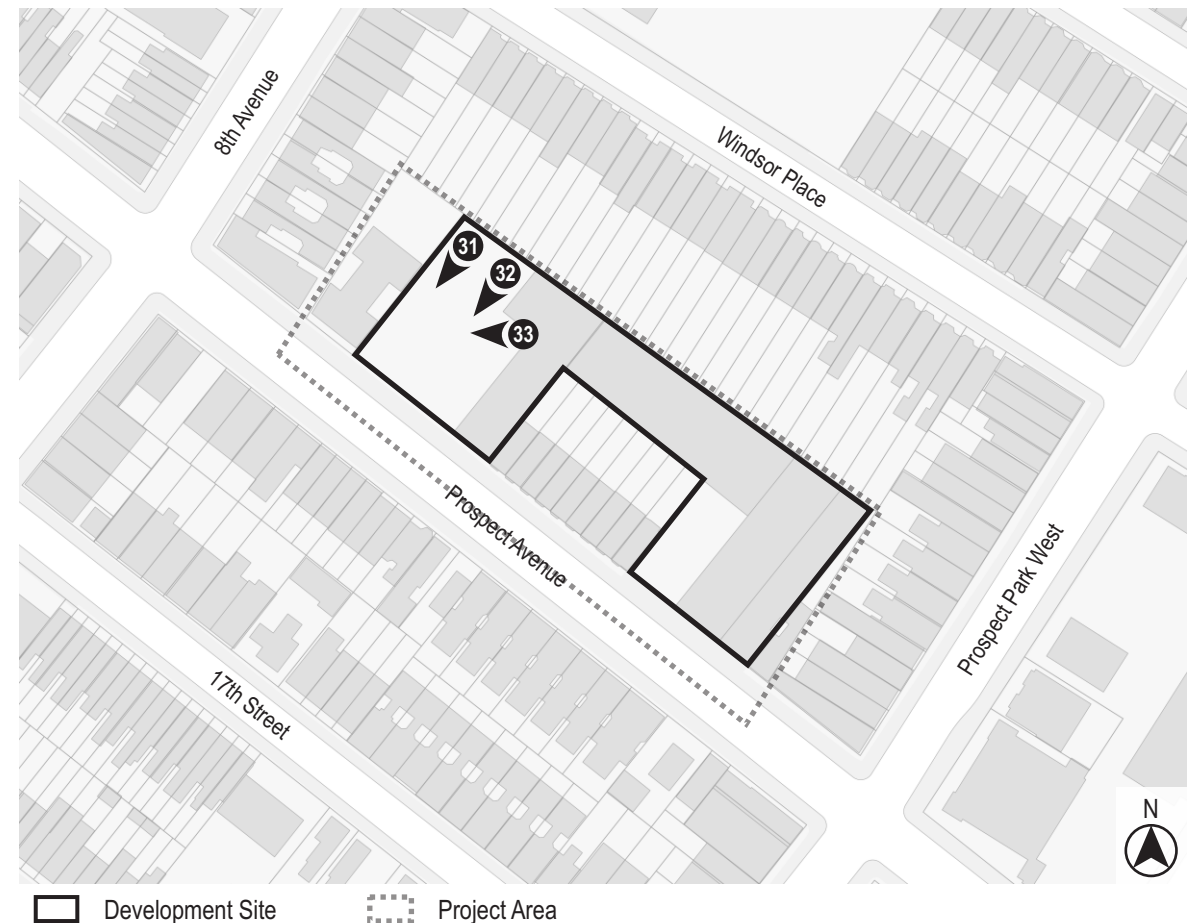 8th Avenue
Windsor Place
31
32
33
Prospect Avenue
Prospect Park West
17th Street
N
Development Site
Project Area